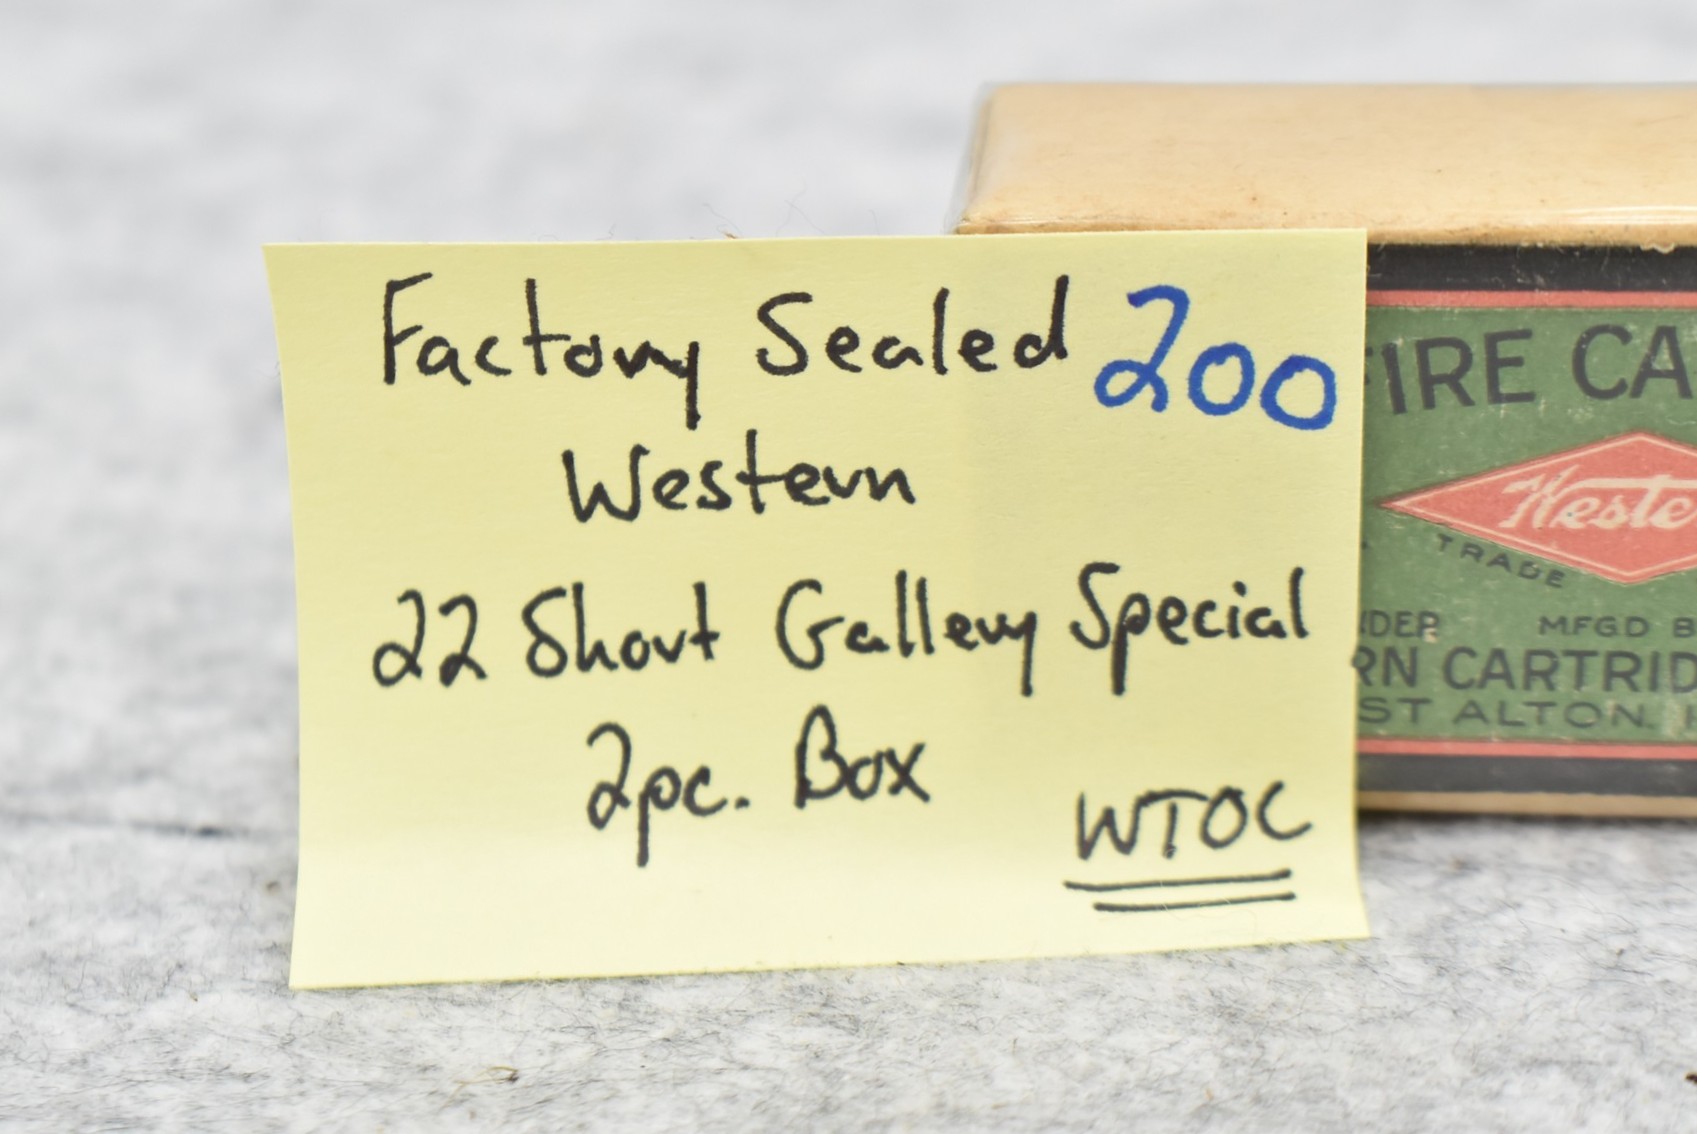 Factory Sealed 200
Western
22 Short Gallery Special
2pc. Box
WTOC
FIRE CA
Weste
TRADE
DER MFGD B
RN CARTRID
ST ALTON. I